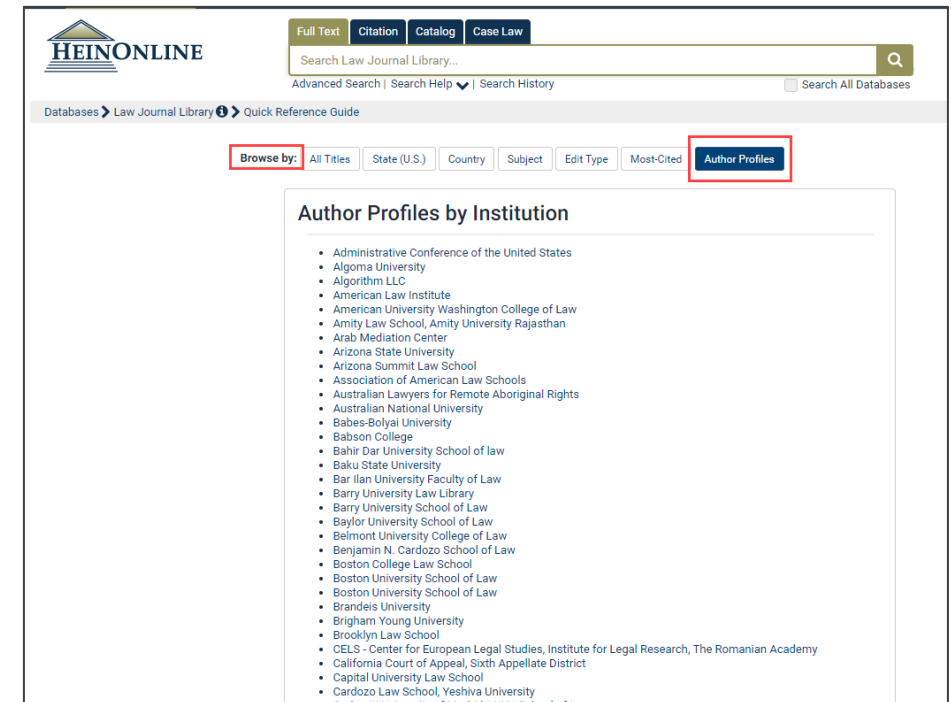 HEINONLINE
Full Text Citation Catalog Case Law
Search Law Journal Library...
Advanced Search | Search Help | Search History
Search All Databases
Databases Law Journal Library Quick Reference Guide
Browse by: All Titles State (U.S.) Country Subject Edit Type Most-Cited Author Profiles
Author Profiles by Institution
• Administrative Conference of the United States
• Algoma University
• Algorithm LLC
• American Law Institute
• American University Washington College of Law
• Amity Law School, Amity University Rajasthan
• Arab Mediation Center
• Arizona State University
• Arizona Summit Law School
• Association of American Law Schools
• Australian Lawyers for Remote Aboriginal Rights
• Australian National University
• Babes-Bolyai University
• Babson College
• Bahir Dar University School of law
• Baku State University
• Bar Ilan University Faculty of Law
• Barry University Law Library
• Barry University School of Law
• Baylor University School of Law
• Belmont University College of Law
• Benjamin N. Cardozo School of Law
• Boston College Law School
• Boston University School of Law
• Boston University School of Law
• Brandeis University
• Brigham Young University
• Brooklyn Law School
• CELS - Center for European Legal Studies, Institute for Legal Research, The Romanian Academy
• California Court of Appeal, Sixth Appellate District
• Capital University Law School
• Cardozo Law School, Yeshiva University